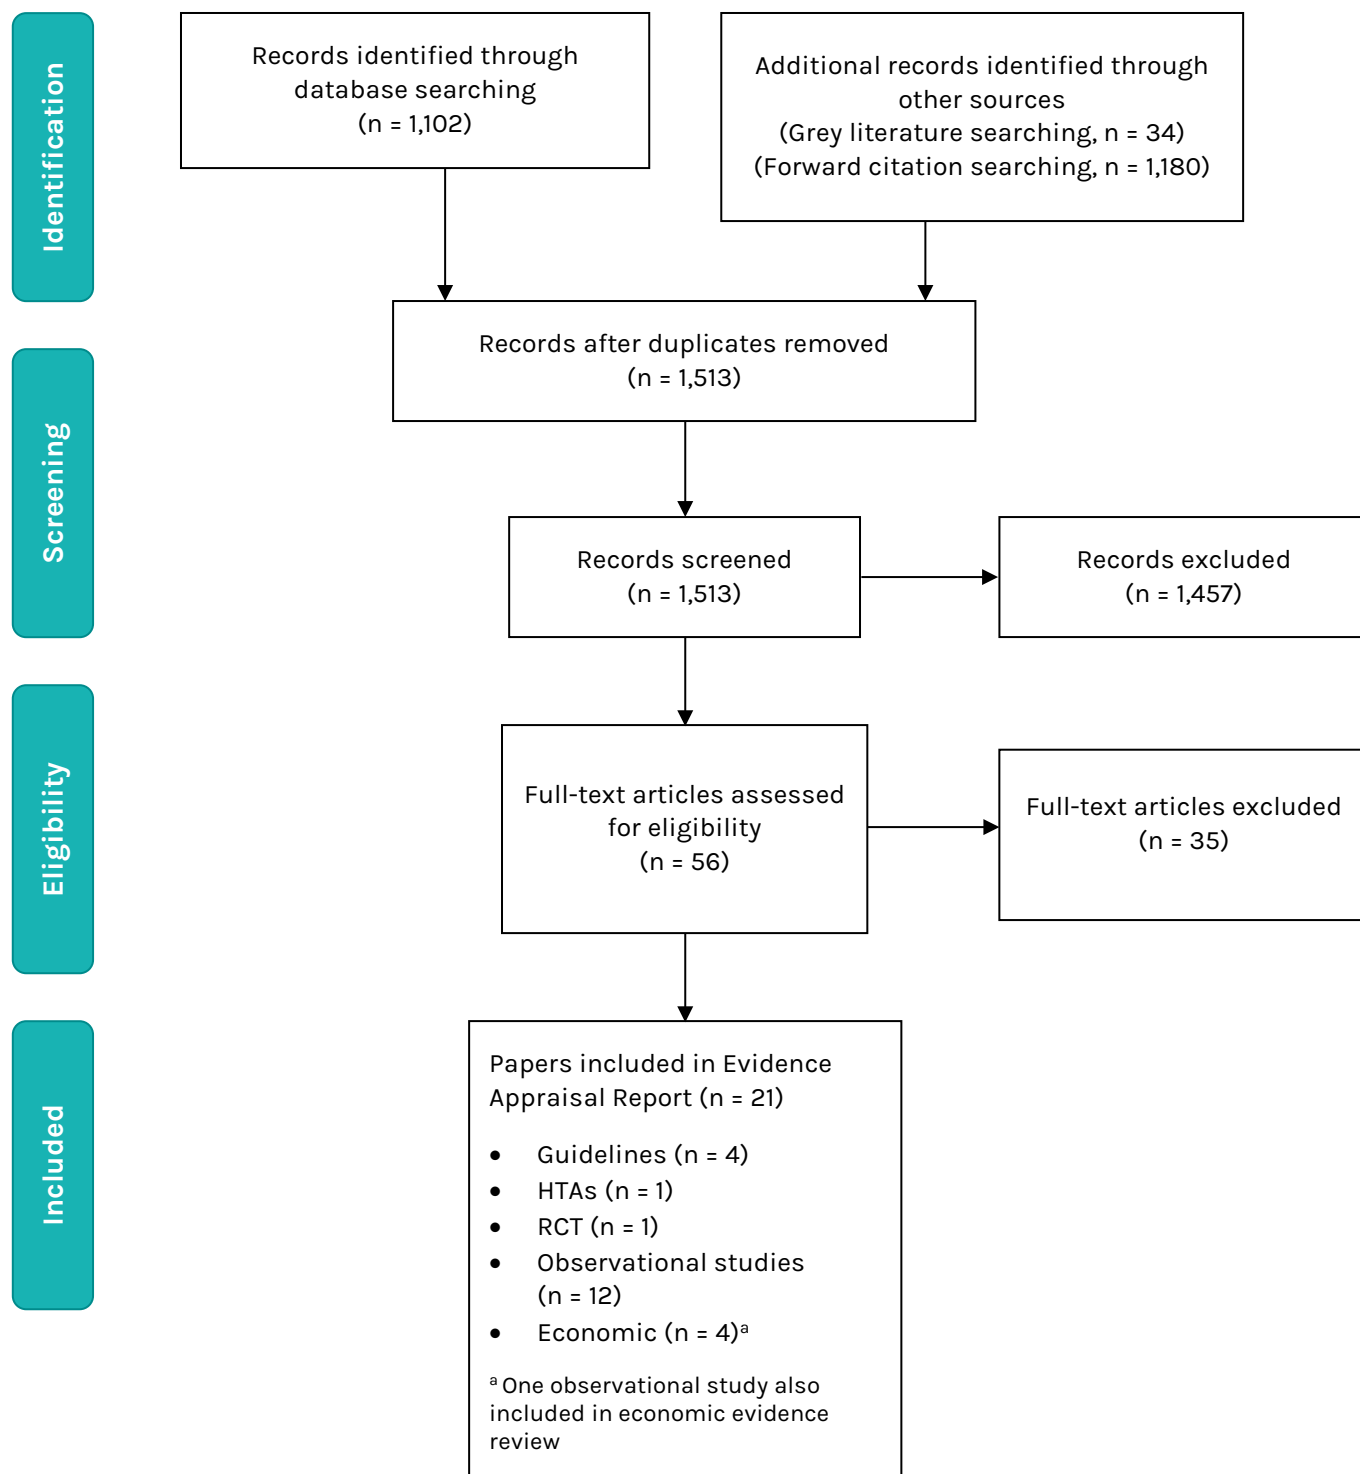 Identification
Records identified through
database searching
(n = 1,102)
Additional records identified through
other sources
(Grey literature searching, n = 34)
(Forward citation searching, n = 1,180)
Records after duplicates removed
(n = 1,513)
Screening
Records screened
(n = 1,513)
Records excluded
(n = 1,457)
Eligibility
Full-text articles assessed
for eligibility
(n = 56)
Full-text articles excluded
(n = 35)
Included
Papers included in Evidence
Appraisal Report (n = 21)
• Guidelines (n = 4)
• HTAs (n = 1)
• RCT (n = 1)
• Observational studies
(n = 12)
• Economic (n = 4)ᵃ
ᵃ One observational study also
included in economic evidence
review